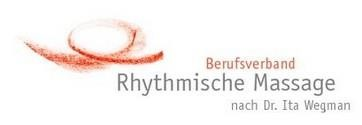 Berufsverband
Rhythmische Massage
nach Dr. Ita Wegman